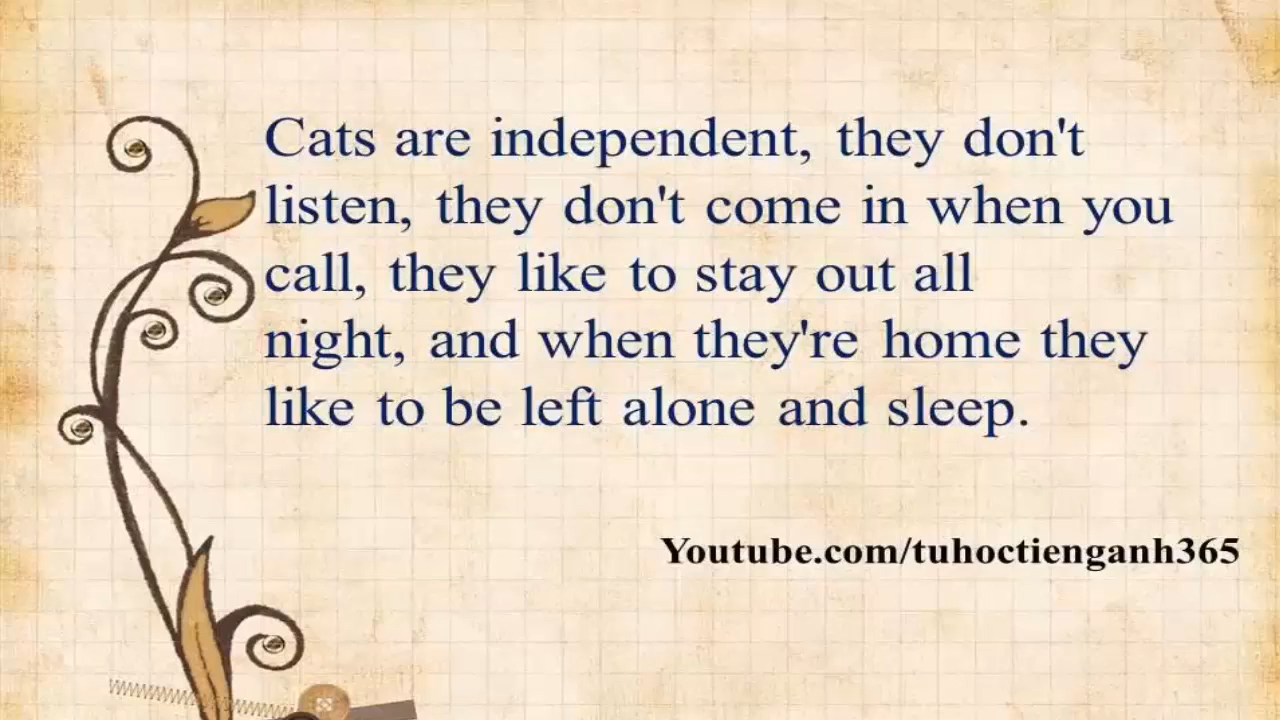 Cats are independent, they don't
listen, they don't come in when you
call, they like to stay out all
night, and when they're home they
like to be left alone and sleep.
Youtube.com/tuhoctienganh365